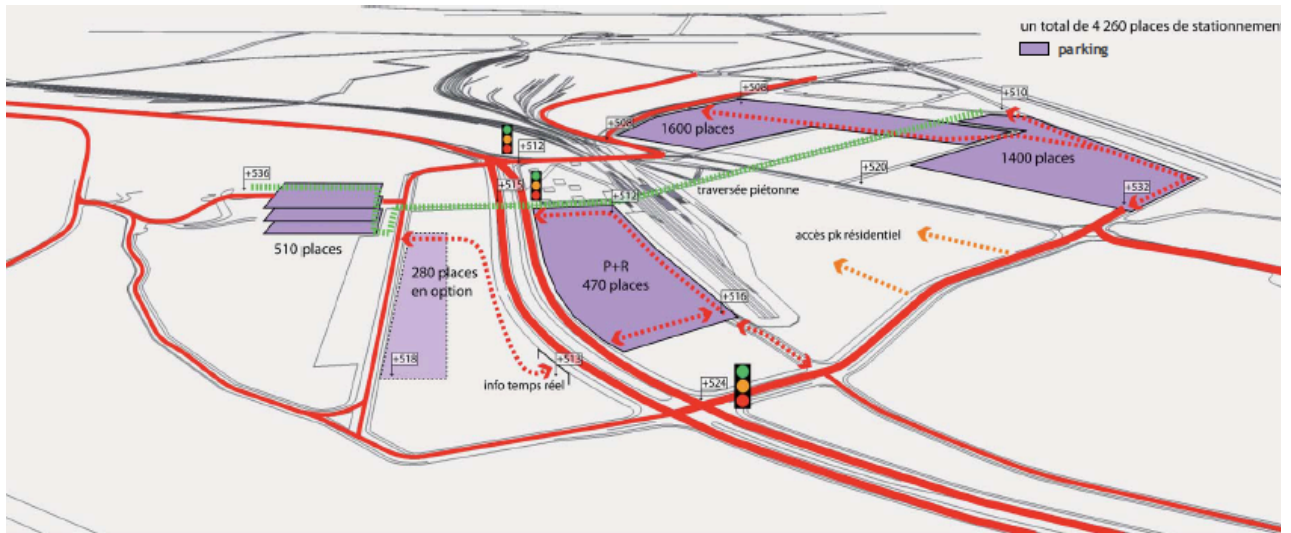 un total de 4 260 places de stationnement
parking
+508
+510
+508
1600 places
+512
1400 places
+536
+515
+520
traversée piétonne
+532
+512
510 places
accès pk résidentiel
280 places
en option
P+R
470 places
+516
+518
+513
info temps réel
+524